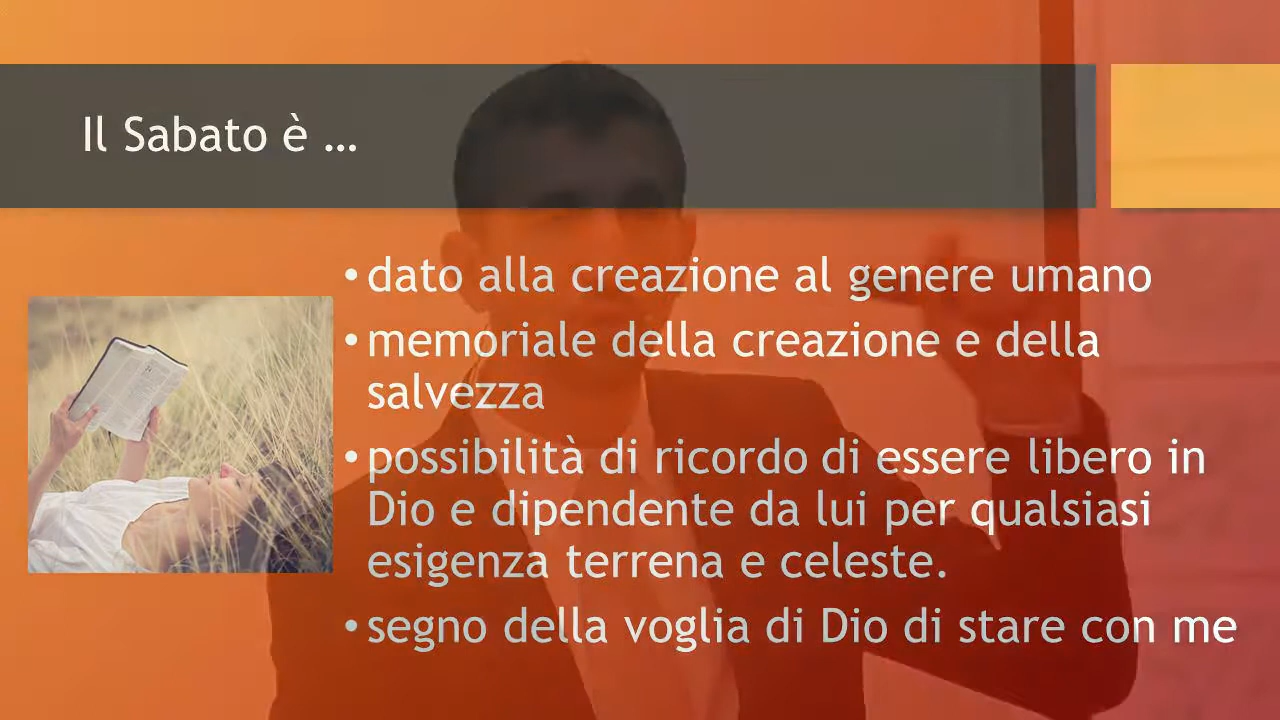 Il Sabato è ...
• dato alla creazione al genere umano
• memoriale della creazione e della
salvezza
• possibilità di ricordo di essere libero in
Dio e dipendente da lui per qualsiasi
esigenza terrena e celeste.
• segno della voglia di Dio di stare con me